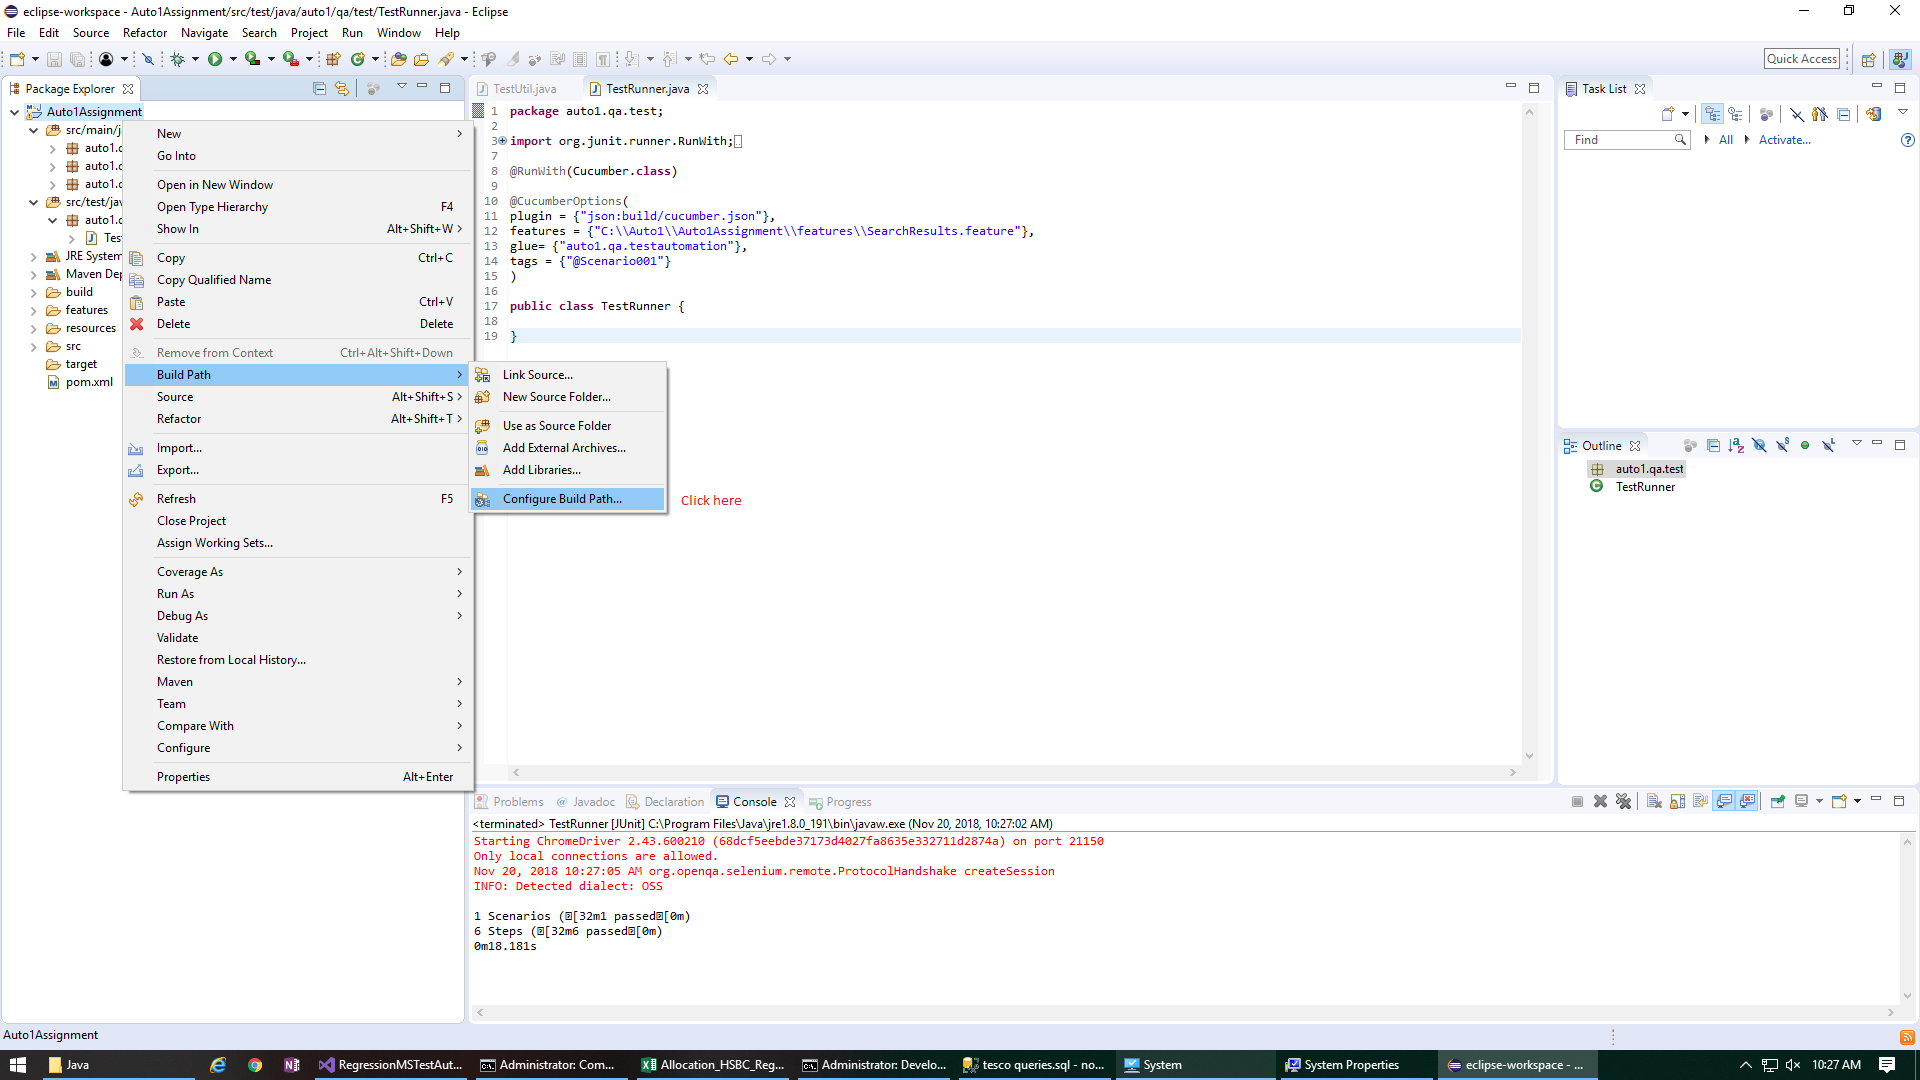 eclipse-workspace - Auto1Assignment/src/test/java/auto1/qa/test/TestRunner.java - Eclipse
File Edit Source Refactor Navigate Search Project Run Window Help
Quick Access
Package Explorer
Auto1Assignment
src/main/j
auto1.c
auto1.c
auto1.c
src/test/jav
auto1.c
Tes
JRE System
Maven Dep
build
features
resources
src
target
pom.xml
New
Go Into
Open in New Window
Open Type Hierarchy F4
Show In Alt+Shift+W
Copy Ctrl+C
Copy Qualified Name
Paste Ctrl+V
Delete Delete
Remove from Context Ctrl+Alt+Shift+Down
Build Path
Source Alt+Shift+S
Refactor Alt+Shift+T
Import...
Export...
Refresh F5
Close Project
Assign Working Sets...
Coverage As
Run As
Debug As
Validate
Restore from Local History...
Maven
Team
Compare With
Configure
Properties Alt+Enter
Link Source...
New Source Folder...
Use as Source Folder
Add External Archives...
Add Libraries...
Configure Build Path...
Click here
TestUtil.java TestRunner.java
1 package auto1.qa.test;
2
3 import org.junit.runner.RunWith;
7
8 @RunWith(Cucumber.class)
9
10 @CucumberOptions(
11 plugin = {"json:build/cucumber.json"},
12 features = {"C:\\Auto1\\Auto1Assignment\\features\\SearchResults.feature"},
13 glue= {"auto1.qa.testautomation"},
14 tags = {"@Scenario001"}
15 )
16
17 public class TestRunner {
18
19 }
Task List
Find All Activate...
Outline
auto1.qa.test
TestRunner
Problems Javadoc Declaration Console Progress
<terminated> TestRunner [JUnit] C:\Program Files\Java\jre1.8.0_191\bin\javaw.exe (Nov 20, 2018, 10:27:02 AM)
Starting ChromeDriver 2.43.600210 (68dcf5eebde37173d4027fa8635e332711d2874a) on port 21150
Only local connections are allowed.
Nov 20, 2018 10:27:05 AM org.openqa.selenium.remote.ProtocolHandshake createSession
INFO: Detected dialect: OSS
1 Scenarios ([32m1 passed[0m)
6 Steps ([32m6 passed[0m)
0m18.181s
Auto1Assignment
Java
RegressionMSTestAut...
Administrator: Com...
Allocation_HSBC_Reg...
Administrator: Develo...
tesco queries.sql - no...
System
System Properties
eclipse-workspace - ...
10:27 AM